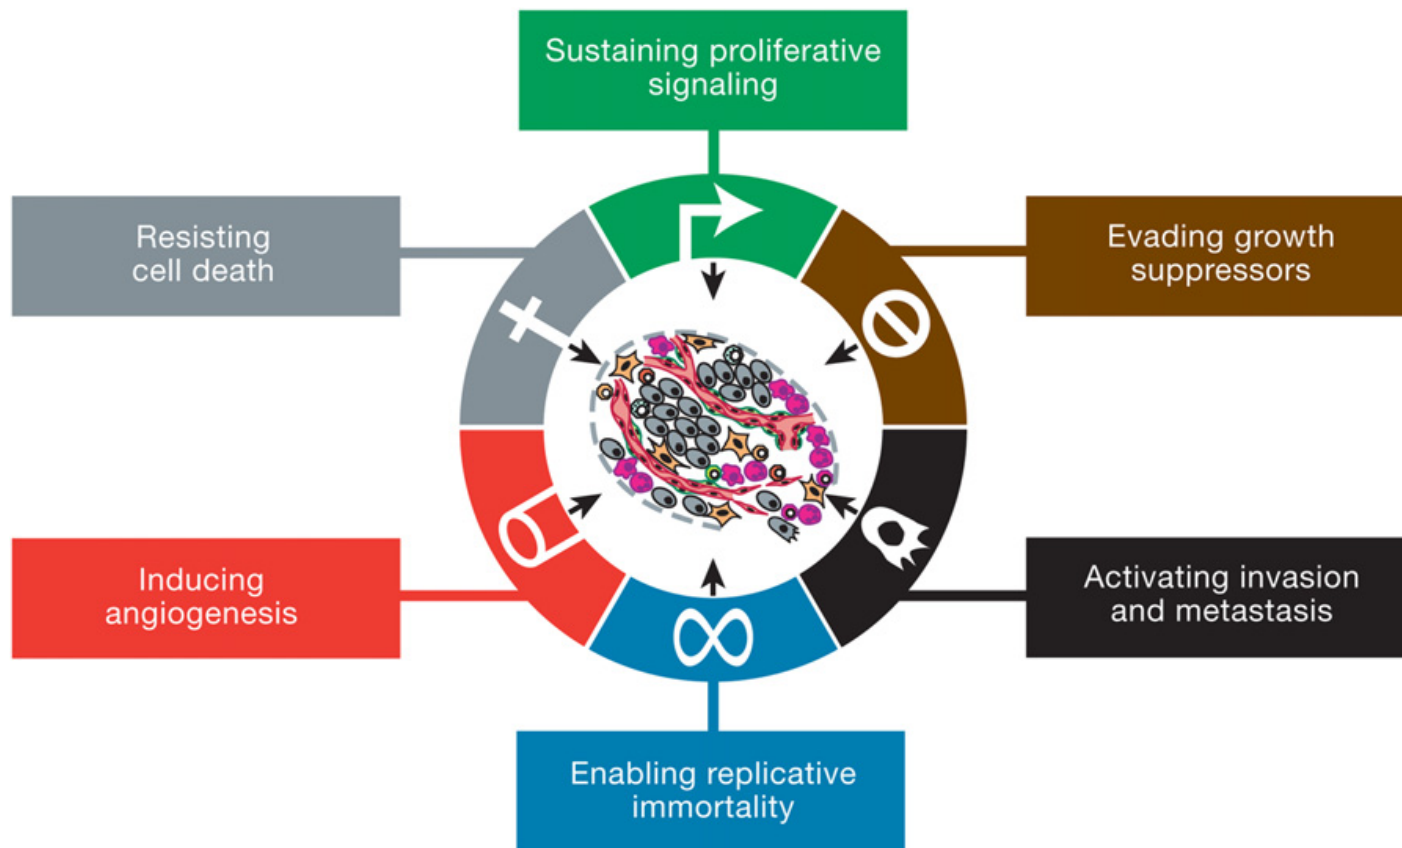 Sustaining proliferative
signaling
Resisting
cell death
Evading growth
suppressors
Inducing
angiogenesis
Activating invasion
and metastasis
Enabling replicative
immortality